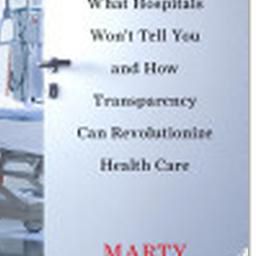 What Hospitals
Won't Tell You
and How
Transparency
Can Revolutionize
Health Care
MARTY